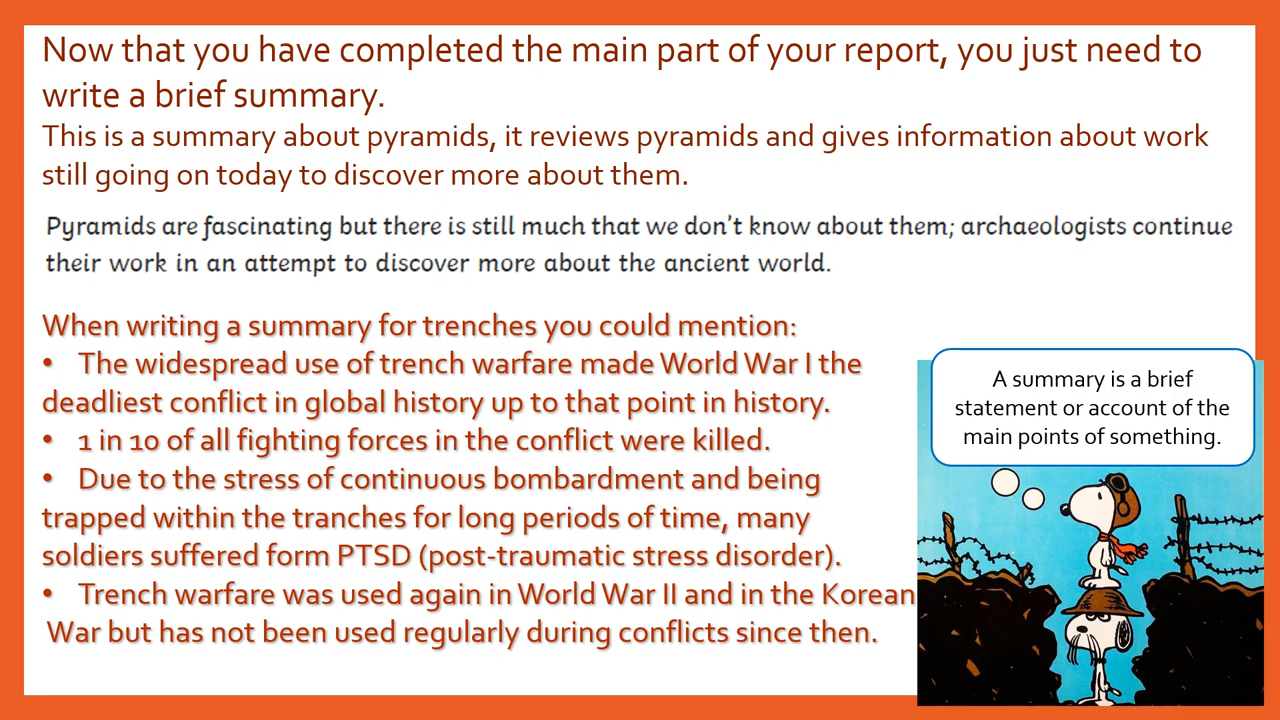 Now that you have completed the main part of your report, you just need to
write a brief summary.
This is a summary about pyramids, it reviews pyramids and gives information about work
still going on today to discover more about them.
Pyramids are fascinating but there is still much that we don't know about them; archaeologists continue
their work in an attempt to discover more about the ancient world.
When writing a summary for trenches you could mention:
• The widespread use of trench warfare made World War I the
deadliest conflict in global history up to that point in history.
• 1 in 10 of all fighting forces in the conflict were killed.
• Due to the stress of continuous bombardment and being
trapped within the tranches for long periods of time, many
soldiers suffered form PTSD (post-traumatic stress disorder).
• Trench warfare was used again in World War II and in the Korean
War but has not been used regularly during conflicts since then.
A summary is a brief
statement or account of the
main points of something.